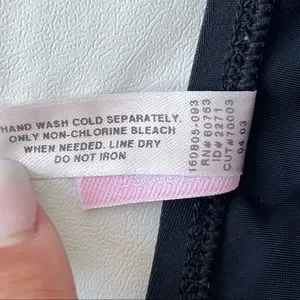 HAND WASH COLD SEPARATELY.
ONLY NON-CHLORINE BLEACH
WHEN NEEDED. LINE DRY
DO NOT IRON
160805-093
RN# 60763
ID# 22711
CUT#70003
04 03